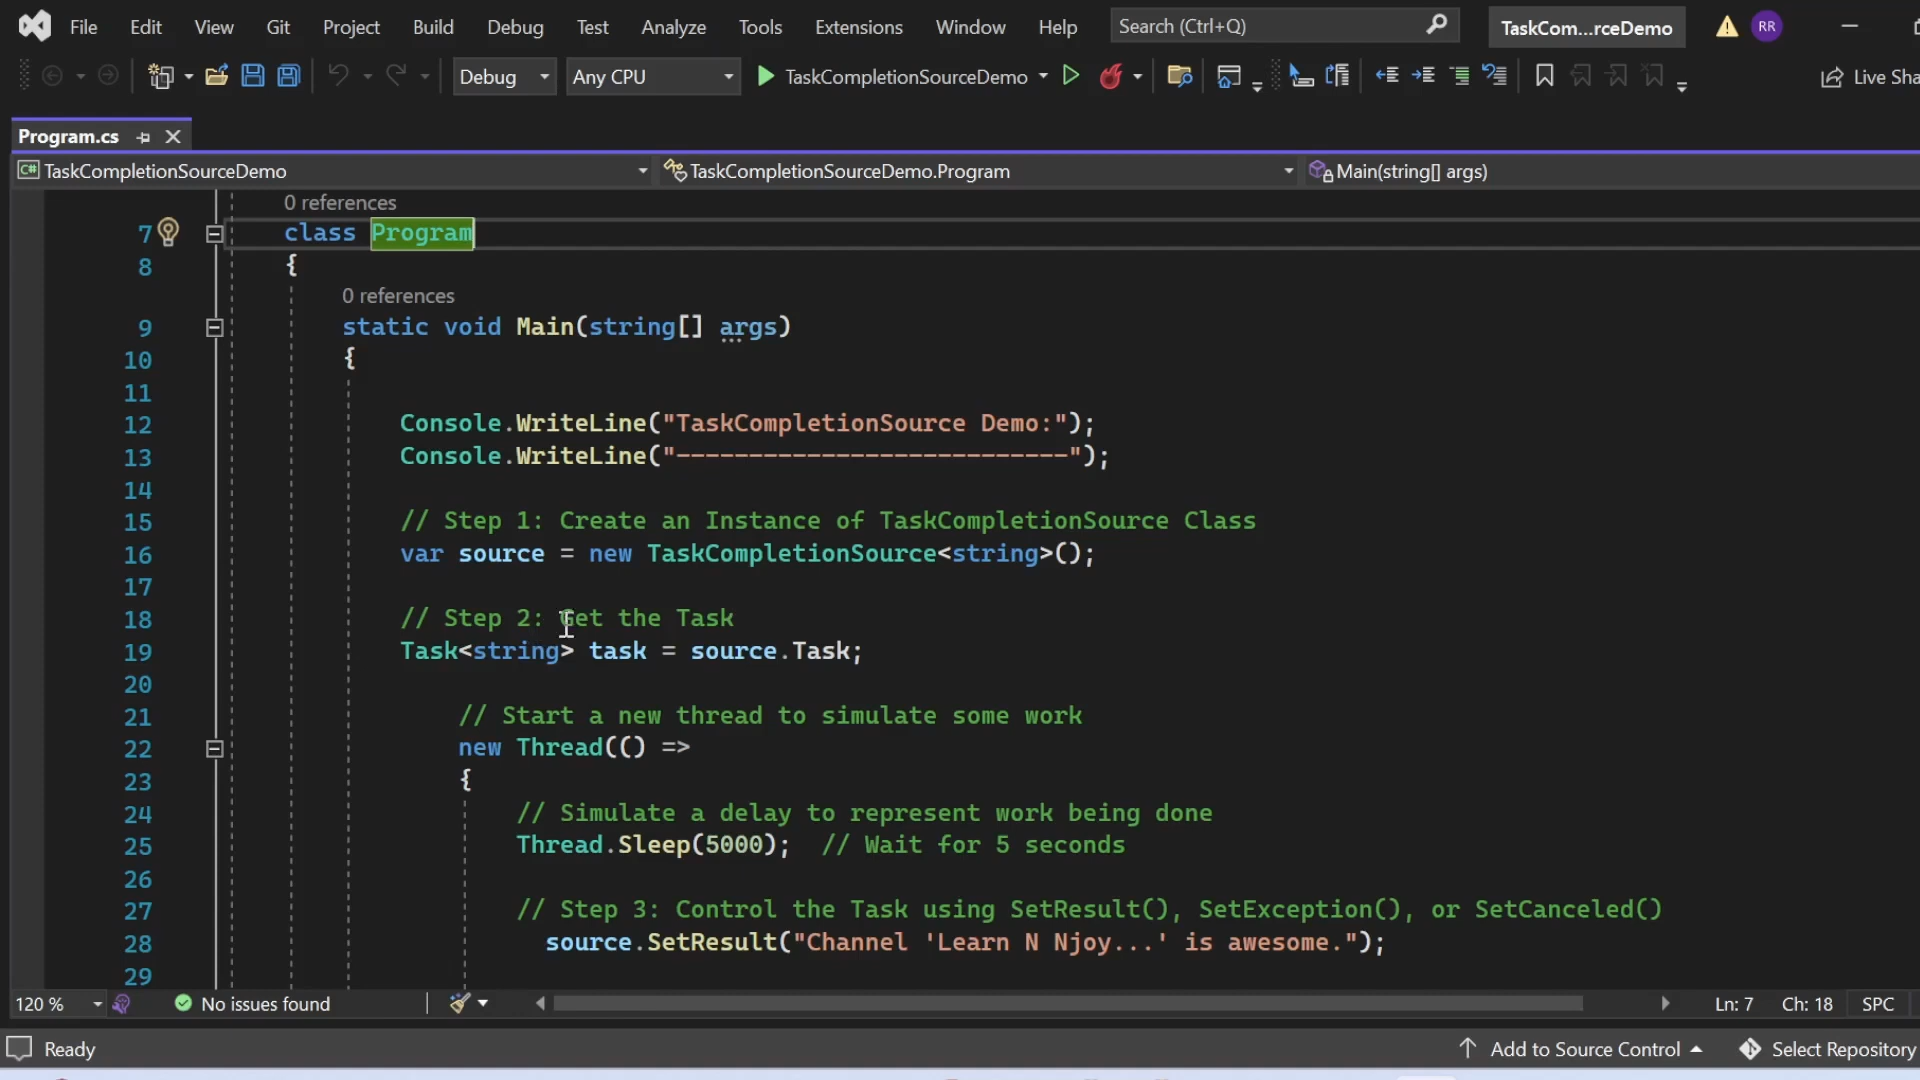 File Edit View Git Project Build Debug Test Analyze Tools Extensions Window Help Search (Ctrl+Q) TaskCom...rceDemo RR
Debug Any CPU TaskCompletionSourceDemo Live Sha
Program.cs
C# TaskCompletionSourceDemo TaskCompletionSourceDemo.Program Main(string[] args)
0 references
7 class Program
8 {
0 references
9 static void Main(string[] args)
10 {
11
12 Console.WriteLine("TaskCompletionSource Demo:");
13 Console.WriteLine("---------------------------");
14
15 // Step 1: Create an Instance of TaskCompletionSource Class
16 var source = new TaskCompletionSource<string>();
17
18 // Step 2: Get the Task
19 Task<string> task = source.Task;
20
21 // Start a new thread to simulate some work
22 new Thread(() =>
23 {
24 // Simulate a delay to represent work being done
25 Thread.Sleep(5000); // Wait for 5 seconds
26
27 // Step 3: Control the Task using SetResult(), SetException(), or SetCanceled()
28 source.SetResult("Channel 'Learn N Njoy...' is awesome.");
29
120 % No issues found Ln: 7 Ch: 18 SPC
Ready Add to Source Control Select Repository